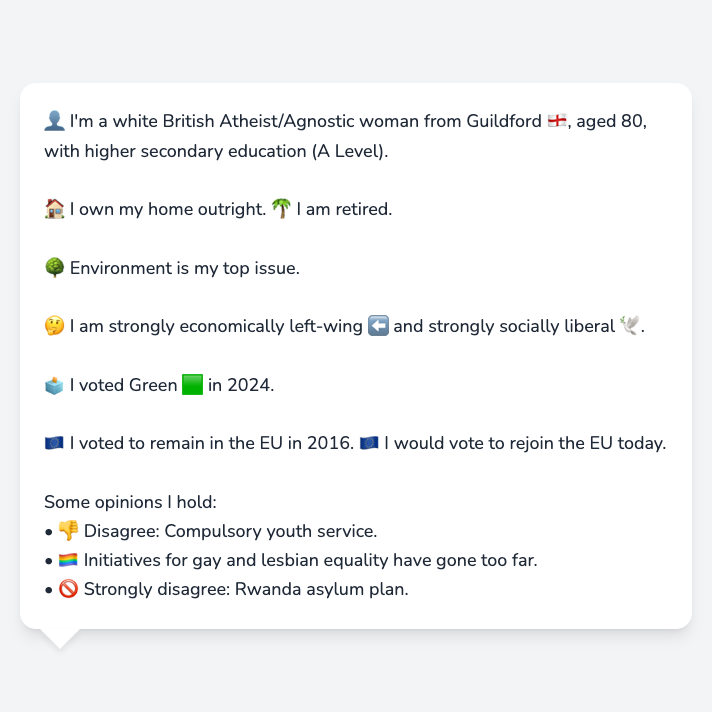 👤 I'm a white British Atheist/Agnostic woman from Guildford 🏴󠁧󠁢󠁥󠁮󠁧󠁿, aged 80,
with higher secondary education (A Level).
🏠 I own my home outright. 🌴 I am retired.
🌳 Environment is my top issue.
🤔 I am strongly economically left-wing ⬅️ and strongly socially liberal 🕊️.
🗳️ I voted Green 🟩 in 2024.
🇪🇺 I voted to remain in the EU in 2016. 🇪🇺 I would vote to rejoin the EU today.
Some opinions I hold:
• 👎 Disagree: Compulsory youth service.
• 🏳️‍🌈 Initiatives for gay and lesbian equality have gone too far.
• 🚫 Strongly disagree: Rwanda asylum plan.